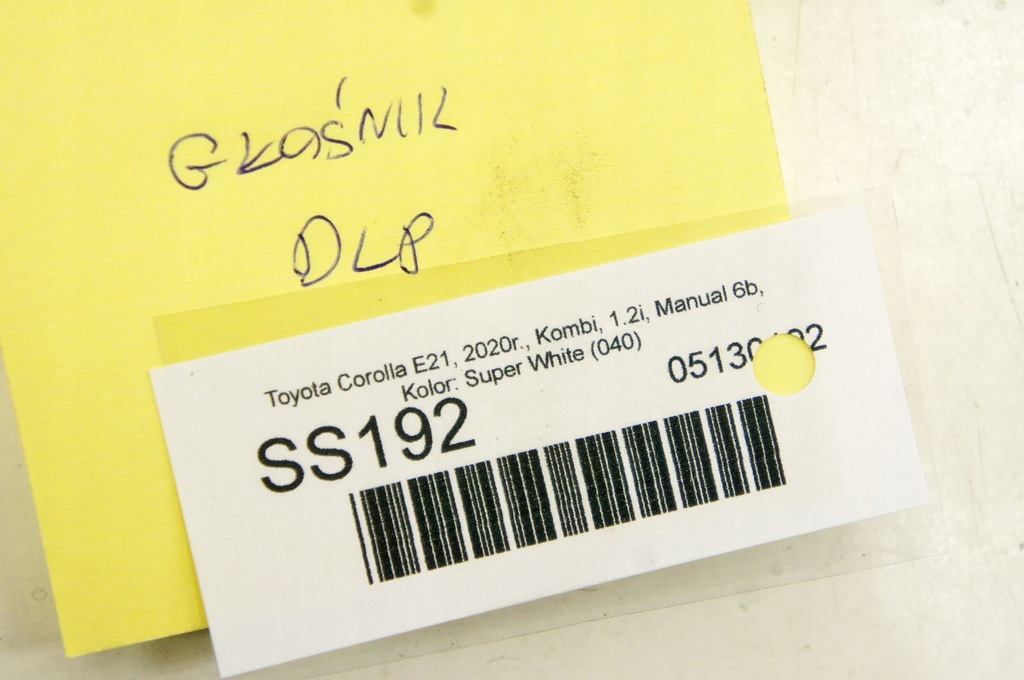 GŁOŚNIK
DLP
Toyota Corolla E21, 2020r., Kombi, 1.2i, Manual 6b,
Kolor: Super White (040)
SS192